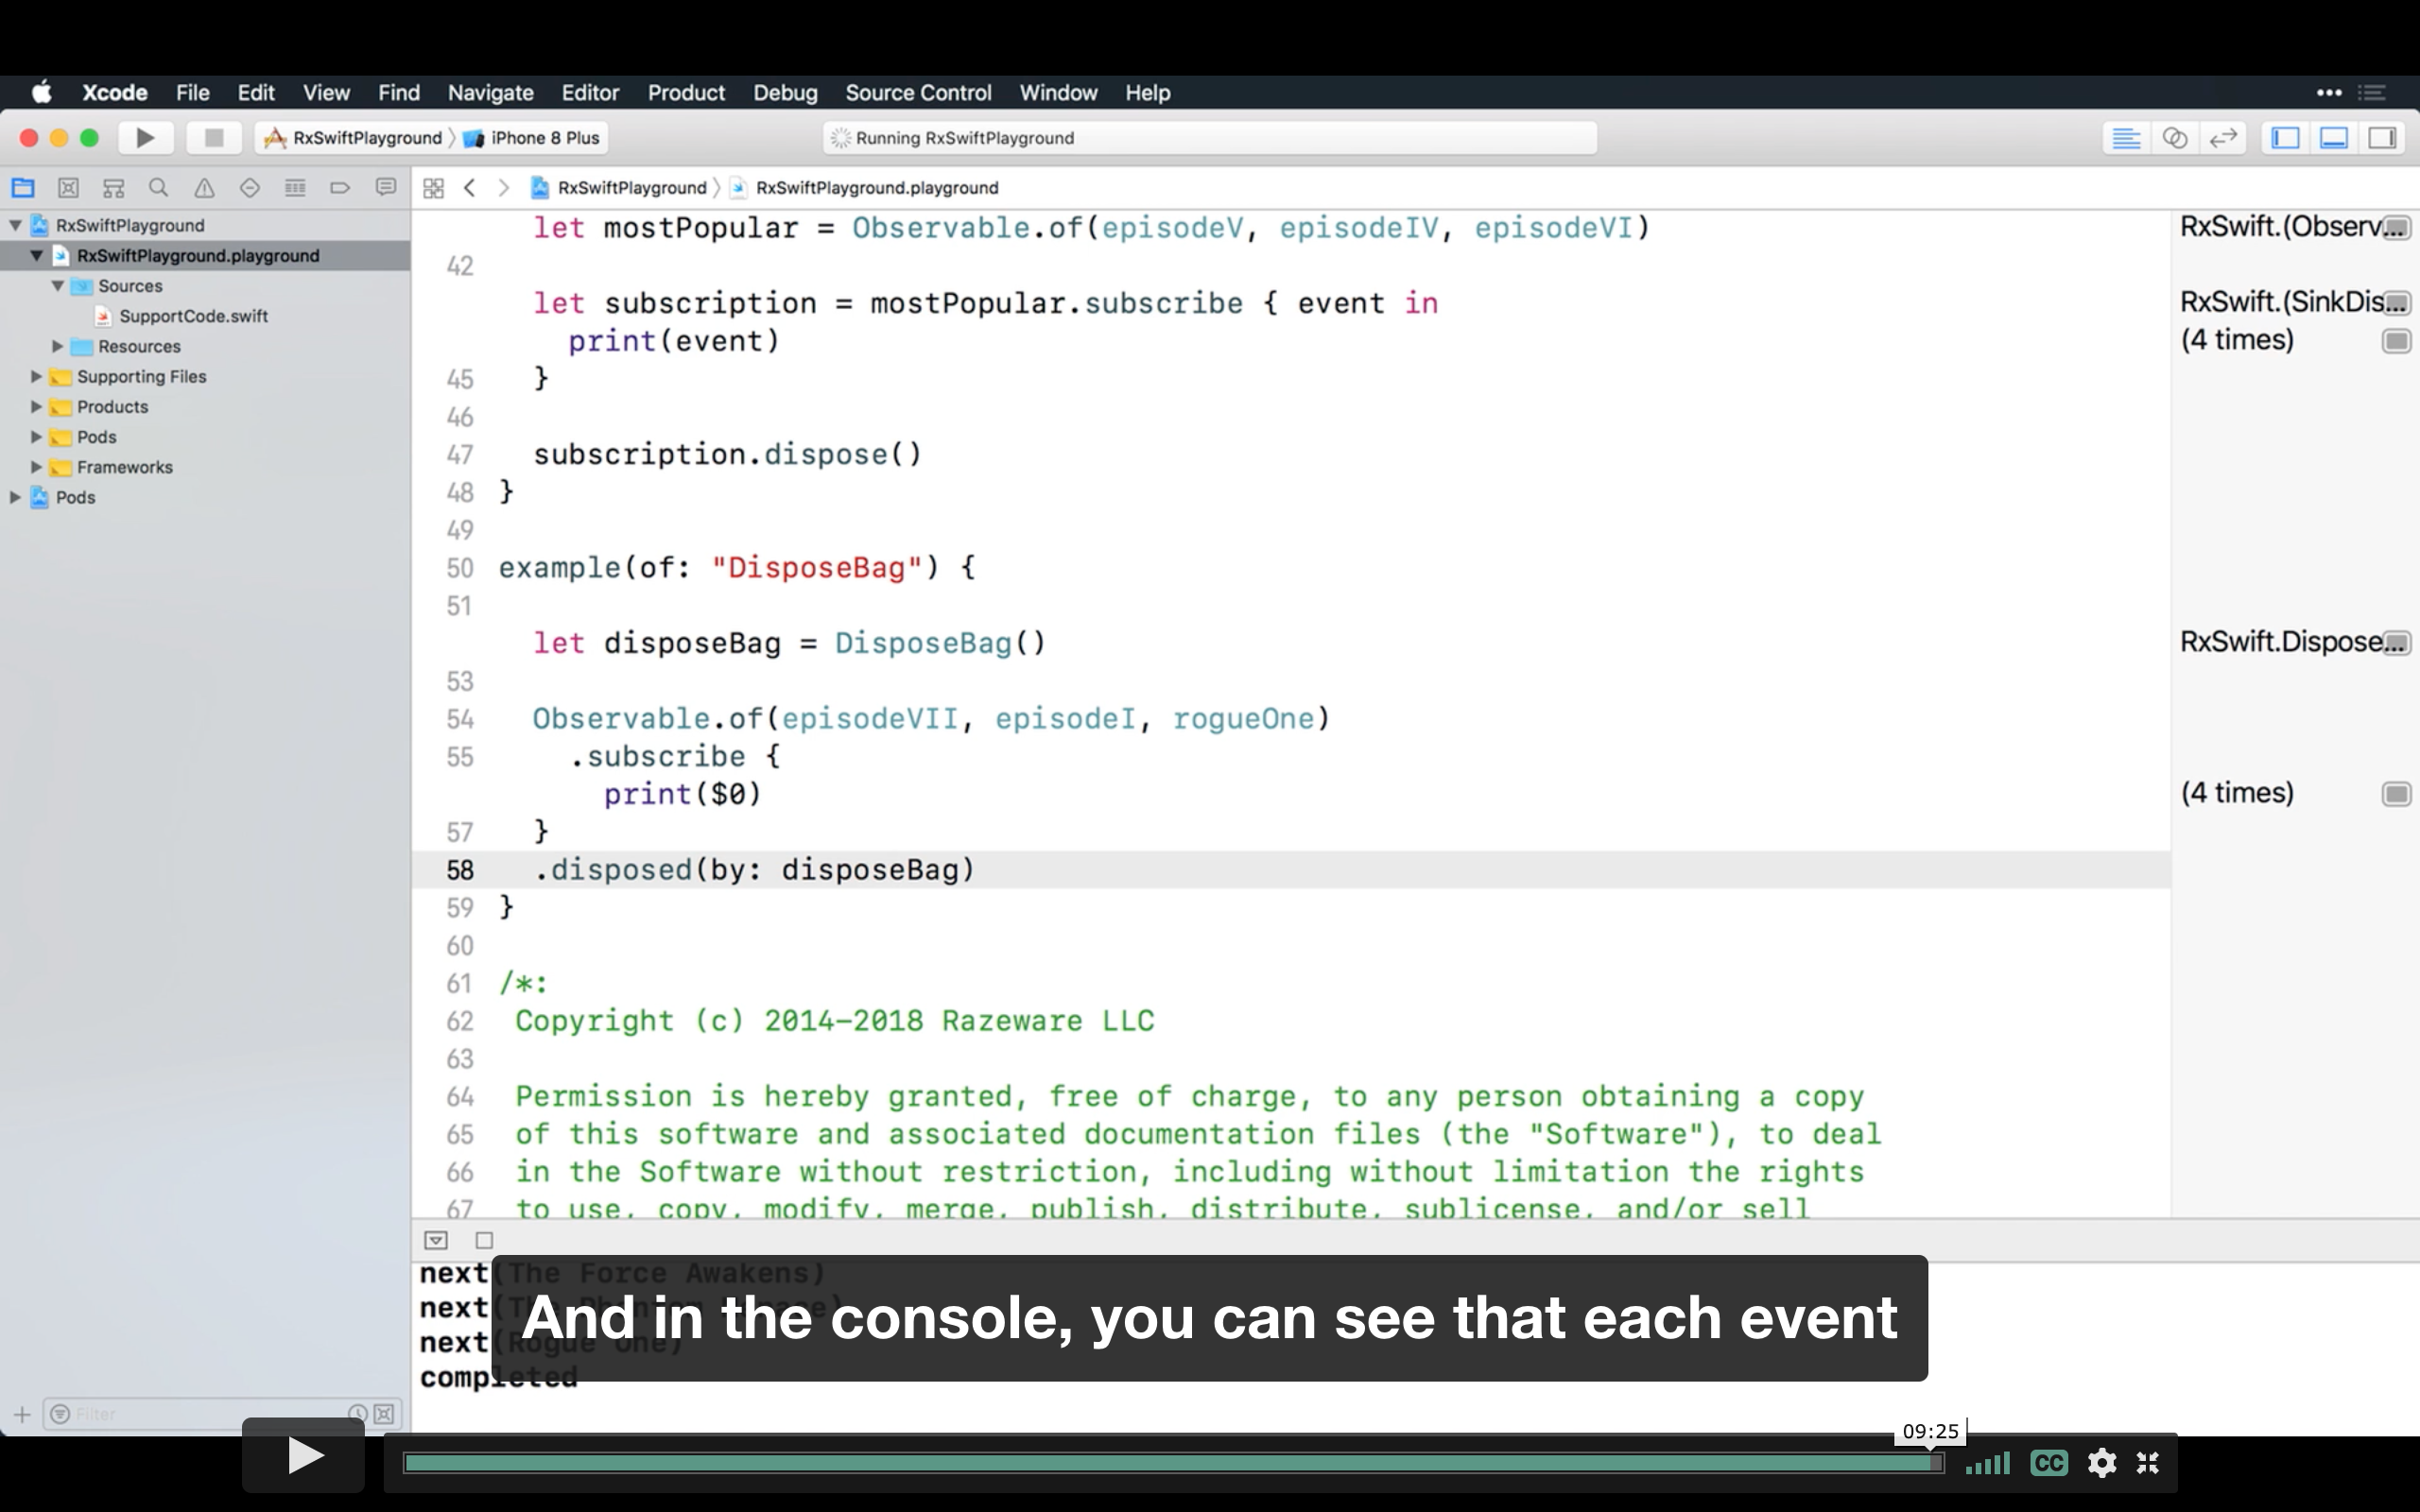 Xcode File Edit View Find Navigate Editor Product Debug Source Control Window Help
RxSwiftPlayground 〉 iPhone 8 Plus
Running RxSwiftPlayground
RxSwiftPlayground 〉 RxSwiftPlayground.playground
RxSwiftPlayground
RxSwiftPlayground.playground
Sources
SupportCode.swift
Resources
Supporting Files
Products
Pods
Frameworks
Pods
Filter
let mostPopular = Observable.of(episodeV, episodeIV, episodeVI)
42
let subscription = mostPopular.subscribe { event in
print(event)
45 }
46
47 subscription.dispose()
48 }
49
50 example(of: "DisposeBag") {
51
let disposeBag = DisposeBag()
53
54 Observable.of(episodeVII, episodeI, rogueOne)
55 .subscribe {
print($0)
57 }
58 .disposed(by: disposeBag)
59 }
60
61 /*:
62 Copyright (c) 2014-2018 Razeware LLC
63
64 Permission is hereby granted, free of charge, to any person obtaining a copy
65 of this software and associated documentation files (the "Software"), to deal
66 in the Software without restriction, including without limitation the rights
67 to use, copy, modify, merge, publish, distribute, sublicense, and/or sell
RxSwift.(Observ...
RxSwift.(SinkDis...
(4 times)
RxSwift.Dispose...
(4 times)
next(The Force Awakens)
next(The Phantom Menace)
next(Rogue One)
completed
And in the console, you can see that each event
09:25
CC